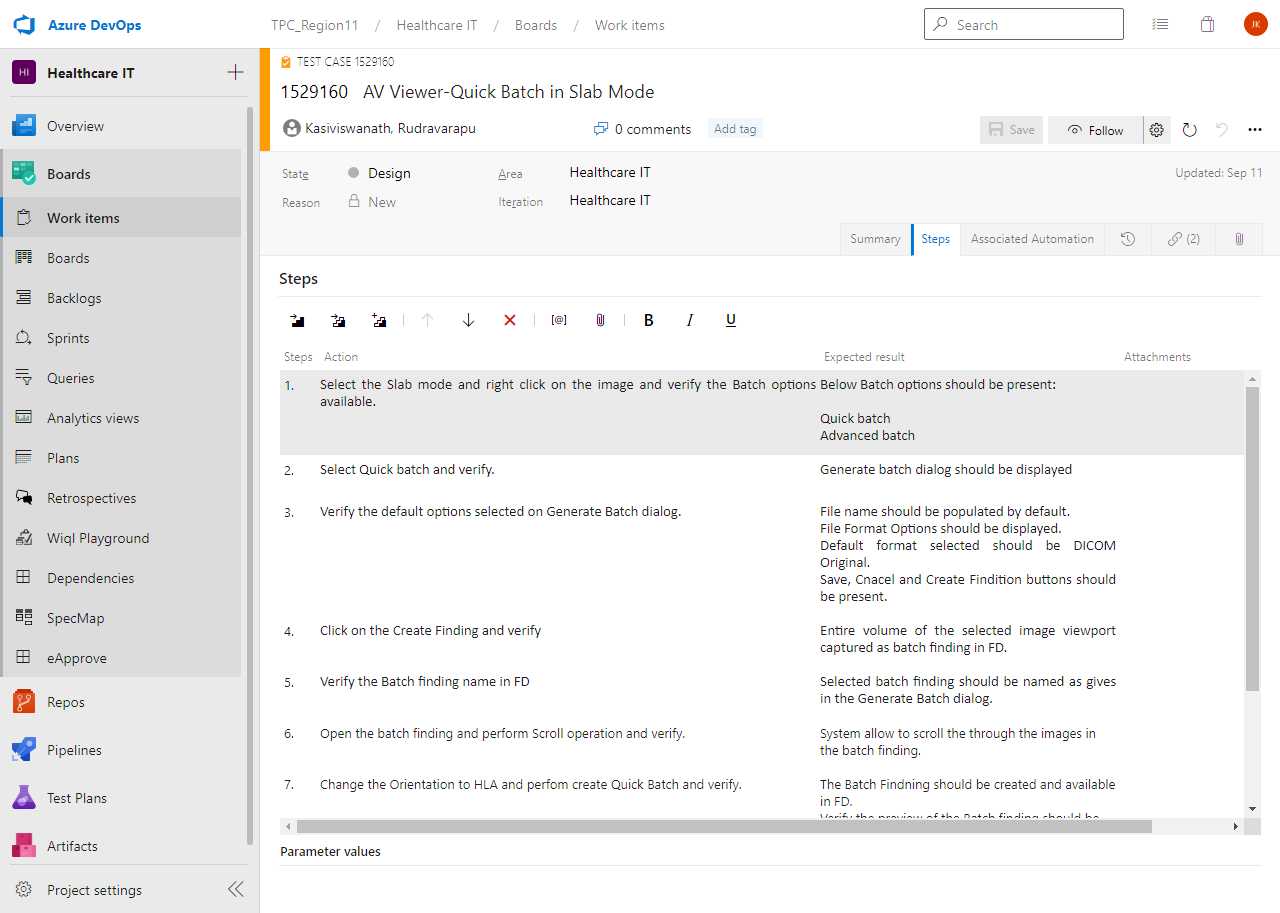 Azure DevOps
TPC_Region11 / Healthcare IT / Boards / Work items
Search
JK
HI Healthcare IT
Overview
Boards
Work items
Boards
Backlogs
Sprints
Queries
Analytics views
Plans
Retrospectives
Wiql Playground
Dependencies
SpecMap
eApprove
Repos
Pipelines
Test Plans
Artifacts
Project settings
TEST CASE 1529160
1529160 AV Viewer-Quick Batch in Slab Mode
Kasiviswanath, Rudravarapu
0 comments
Add tag
Save
Follow
State Design
Area Healthcare IT
Updated: Sep 11
Reason New
Iteration Healthcare IT
Summary
Steps
Associated Automation
(2)
Steps
[@]
B I U
Steps Action Expected result Attachments
1. Select the Slab mode and right click on the image and verify the Batch options
available.
Below Batch options should be present:
Quick batch
Advanced batch
2. Select Quick batch and verify.
Generate batch dialog should be displayed
3. Verify the default options selected on Generate Batch dialog.
File name should be populated by default.
File Format Options should be displayed.
Default format selected should be DICOM
Original.
Save, Cnacel and Create Findition buttons should
be present.
4. Click on the Create Finding and verify
Entire volume of the selected image viewport
captured as batch finding in FD.
5. Verify the Batch finding name in FD
Selected batch finding should be named as gives
in the Generate Batch dialog.
6. Open the batch finding and perform Scroll operation and verify.
System allow to scroll the through the images in
the batch finding.
7. Change the Orientation to HLA and perfom create Quick Batch and verify.
The Batch Findning should be created and available
in FD.
Verify the preview of the Batch finding should be
Parameter values